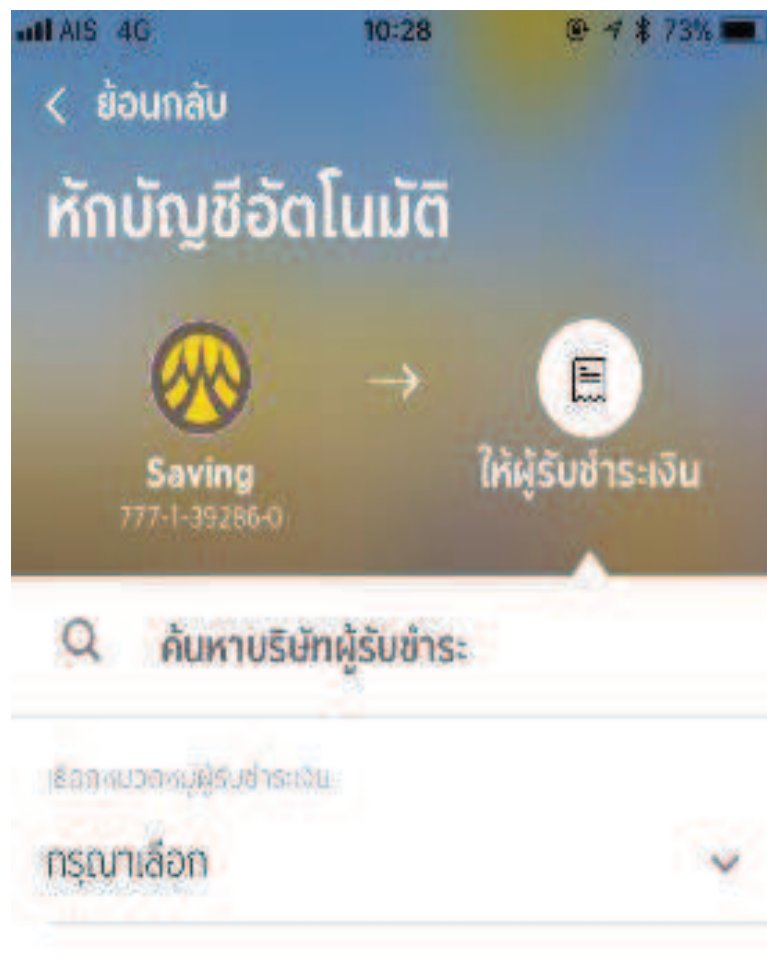 AIS 4G 10:28 73%
ย้อนกลับ
หักบัญชีอัตโนมัติ
Saving
777-1-39286-0
ให้ผู้รับชำระเงิน
ค้นหาบริษัทผู้รับชำระ
เลือกหมวดหมู่ผู้รับชำระเงิน
กรุณาเลือก